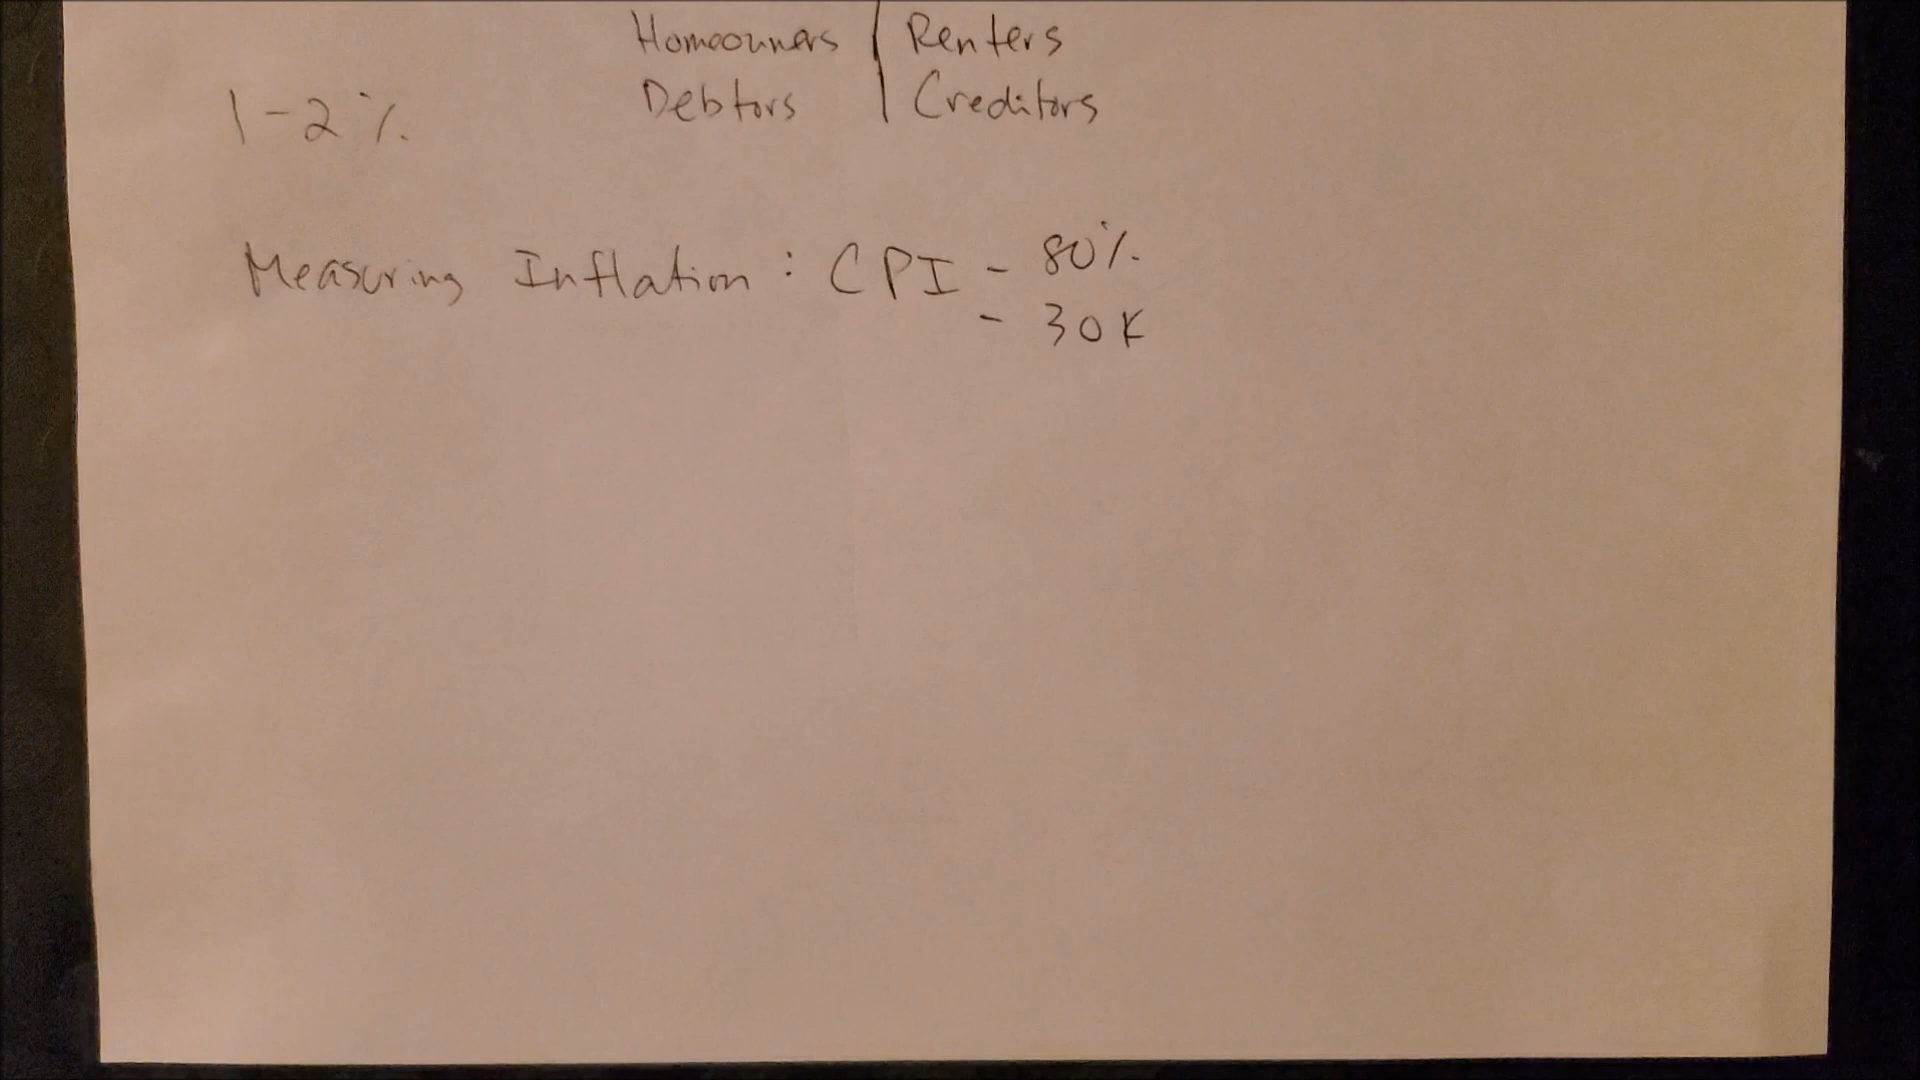 Homeowners | Renters
Debtors | Creditors
1-2%
Measuring Inflation: CPI - 80%
- 30K